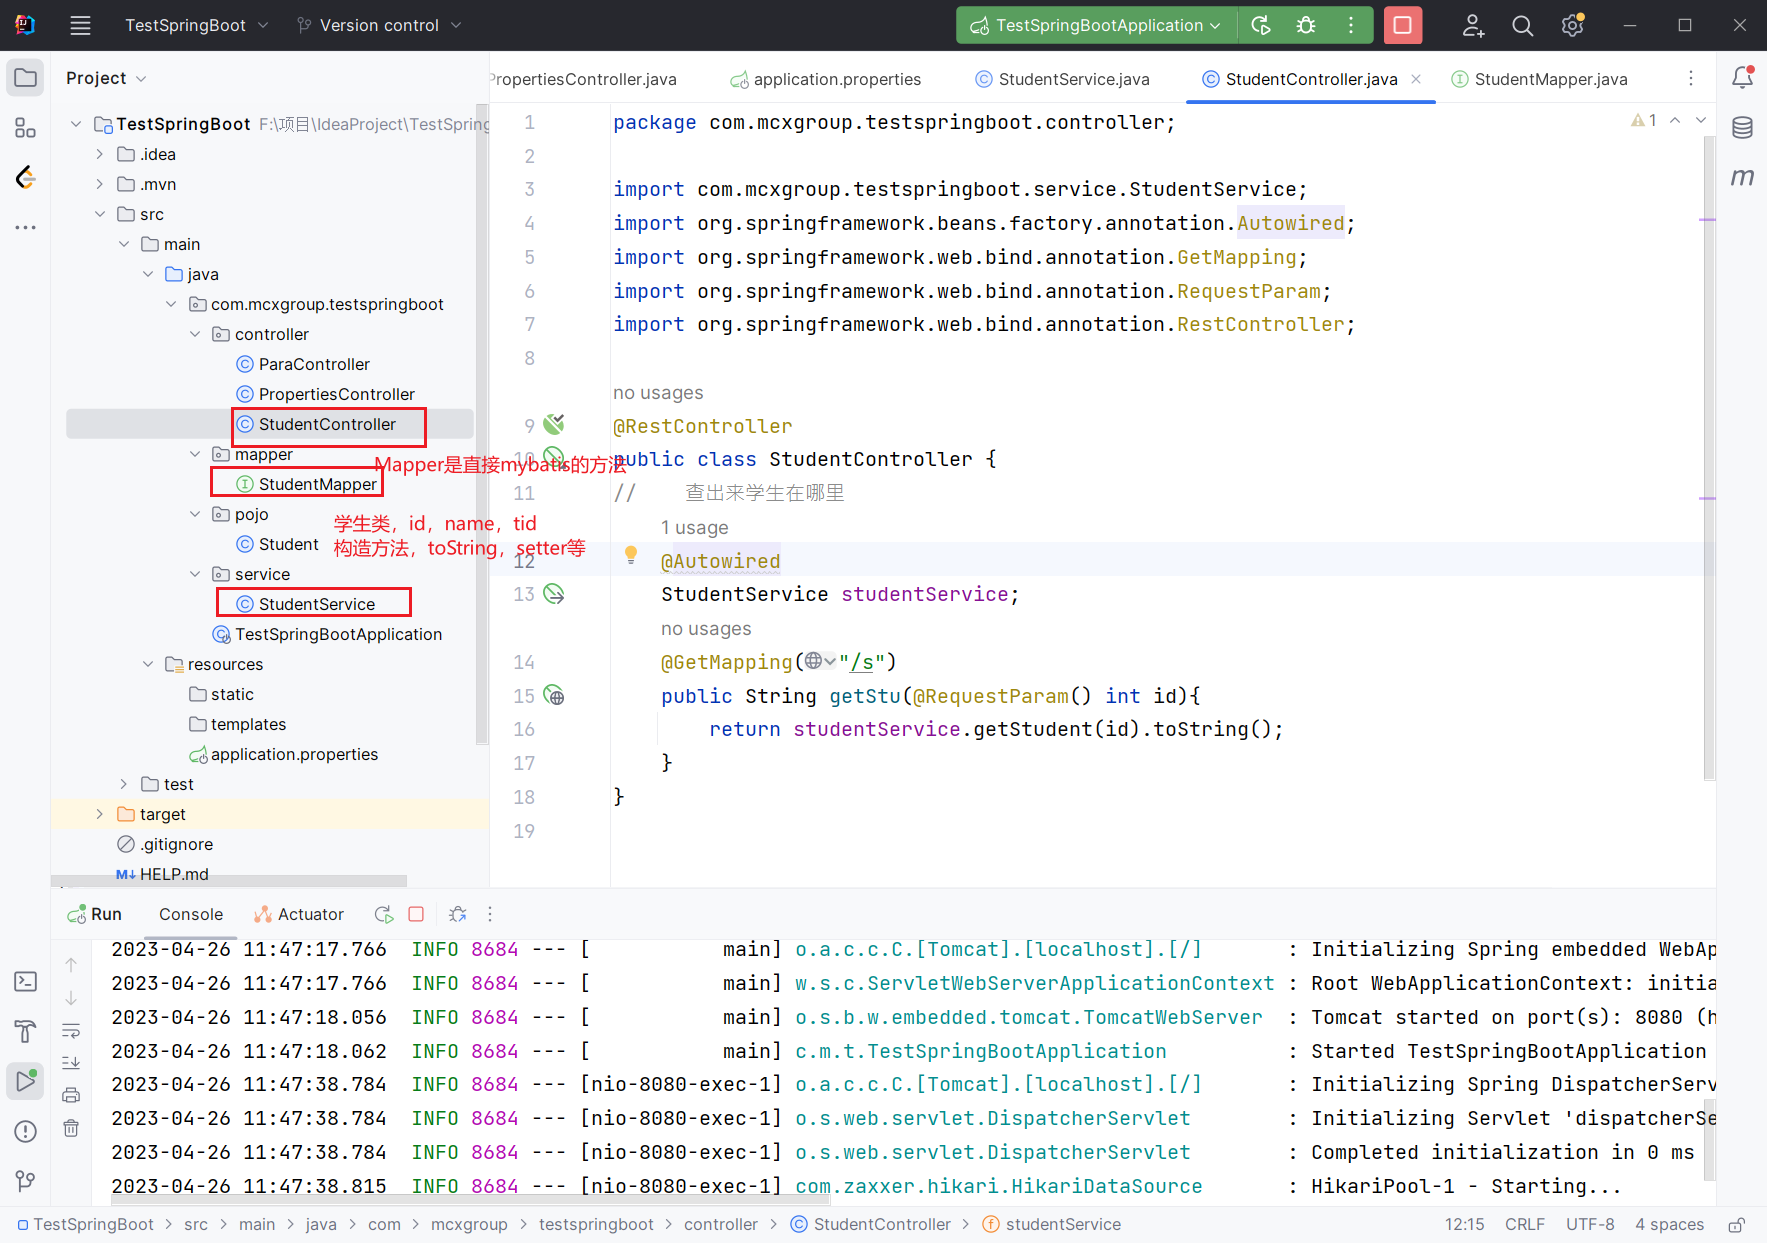 TestSpringBoot
Version control
TestSpringBootApplication
Project
PropertiesController.java
application.properties
StudentService.java
StudentController.java
StudentMapper.java
TestSpringBoot F:\项目\IdeaProject\TestSpring
.idea
.mvn
src
main
java
com.mcxgroup.testspringboot
controller
ParaController
PropertiesController
StudentController
mapper
Mapper是直接mybatis的方法
StudentMapper
pojo
学生类，id，name，tid
Student
构造方法，toString，setter等
service
StudentService
TestSpringBootApplication
resources
static
templates
application.properties
test
target
.gitignore
HELP.md
1
1 package com.mcxgroup.testspringboot.controller;
2
3 import com.mcxgroup.testspringboot.service.StudentService;
4 import org.springframework.beans.factory.annotation.Autowired;
5 import org.springframework.web.bind.annotation.GetMapping;
6 import org.springframework.web.bind.annotation.RequestParam;
7 import org.springframework.web.bind.annotation.RestController;
8
no usages
9 @RestController
10 public class StudentController {
11 // 查出来学生在哪里
1 usage
12 @Autowired
13 StudentService studentService;
no usages
14 @GetMapping("/s")
15 public String getStu(@RequestParam() int id){
16 return studentService.getStudent(id).toString();
17 }
18 }
19
Run
Console
Actuator
2023-04-26 11:47:17.766 INFO 8684 --- [ main] o.a.c.c.C.[Tomcat].[localhost].[/] : Initializing Spring embedded WebAp
2023-04-26 11:47:17.766 INFO 8684 --- [ main] w.s.c.ServletWebServerApplicationContext : Root WebApplicationContext: initia
2023-04-26 11:47:18.056 INFO 8684 --- [ main] o.s.b.w.embedded.tomcat.TomcatWebServer : Tomcat started on port(s): 8080 (h
2023-04-26 11:47:18.062 INFO 8684 --- [ main] c.m.t.TestSpringBootApplication : Started TestSpringBootApplication
2023-04-26 11:47:38.784 INFO 8684 --- [nio-8080-exec-1] o.a.c.c.C.[Tomcat].[localhost].[/] : Initializing Spring DispatcherServ
2023-04-26 11:47:38.784 INFO 8684 --- [nio-8080-exec-1] o.s.web.servlet.DispatcherServlet : Initializing Servlet 'dispatcherSe
2023-04-26 11:47:38.784 INFO 8684 --- [nio-8080-exec-1] o.s.web.servlet.DispatcherServlet : Completed initialization in 0 ms
2023-04-26 11:47:38.815 INFO 8684 --- [nio-8080-exec-1] com.zaxxer.hikari.HikariDataSource : HikariPool-1 - Starting...
TestSpringBoot > src > main > java > com > mcxgroup > testspringboot > controller > StudentController > studentService
12:15 CRLF UTF-8 4 spaces